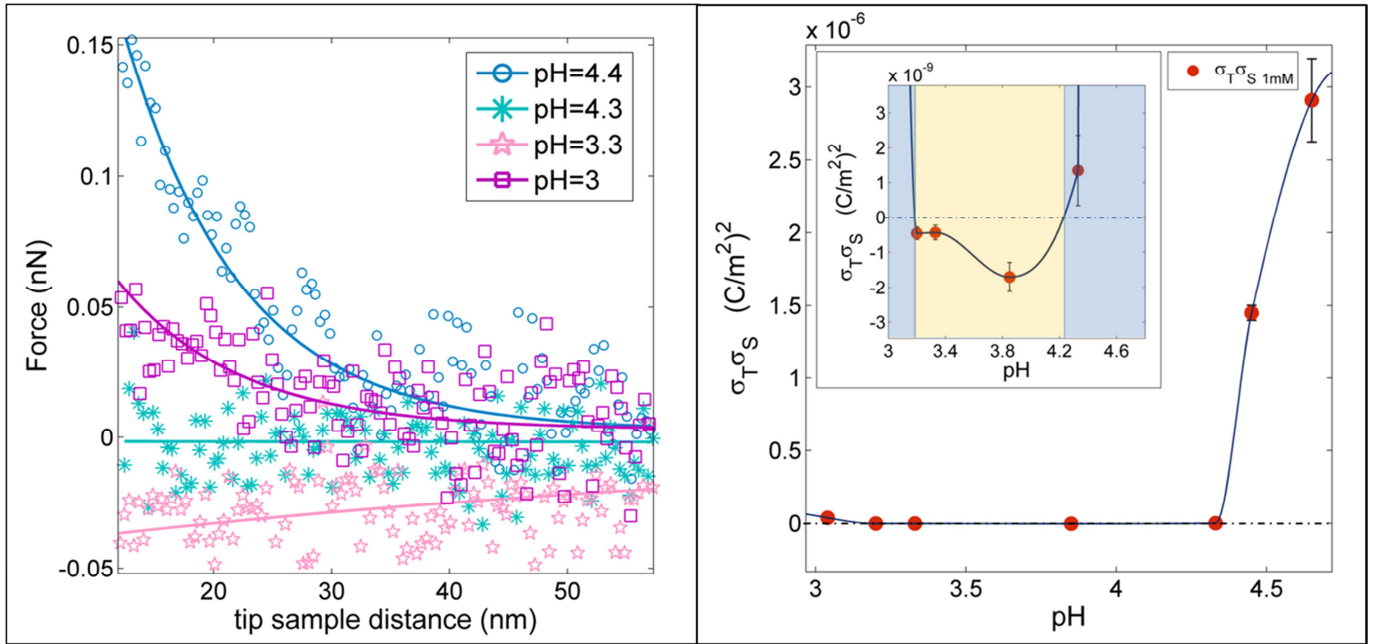 0.15
0.1
0.05
0
-0.05
Force (nN)
20
30
40
50
tip sample distance (nm)
pH=4.4
pH=4.3
pH=3.3
pH=3
x 10⁻⁶
3
2.5
2
1.5
1
0.5
0
σ_Tσ_S (C/m²)²
3
3.5
4
4.5
pH
σ_Tσ_S 1mM
x 10⁻⁹
3
2
1
0
-1
-2
-3
σ_Tσ_S (C/m²)²
3
3.4
3.8
4.2
4.6
pH